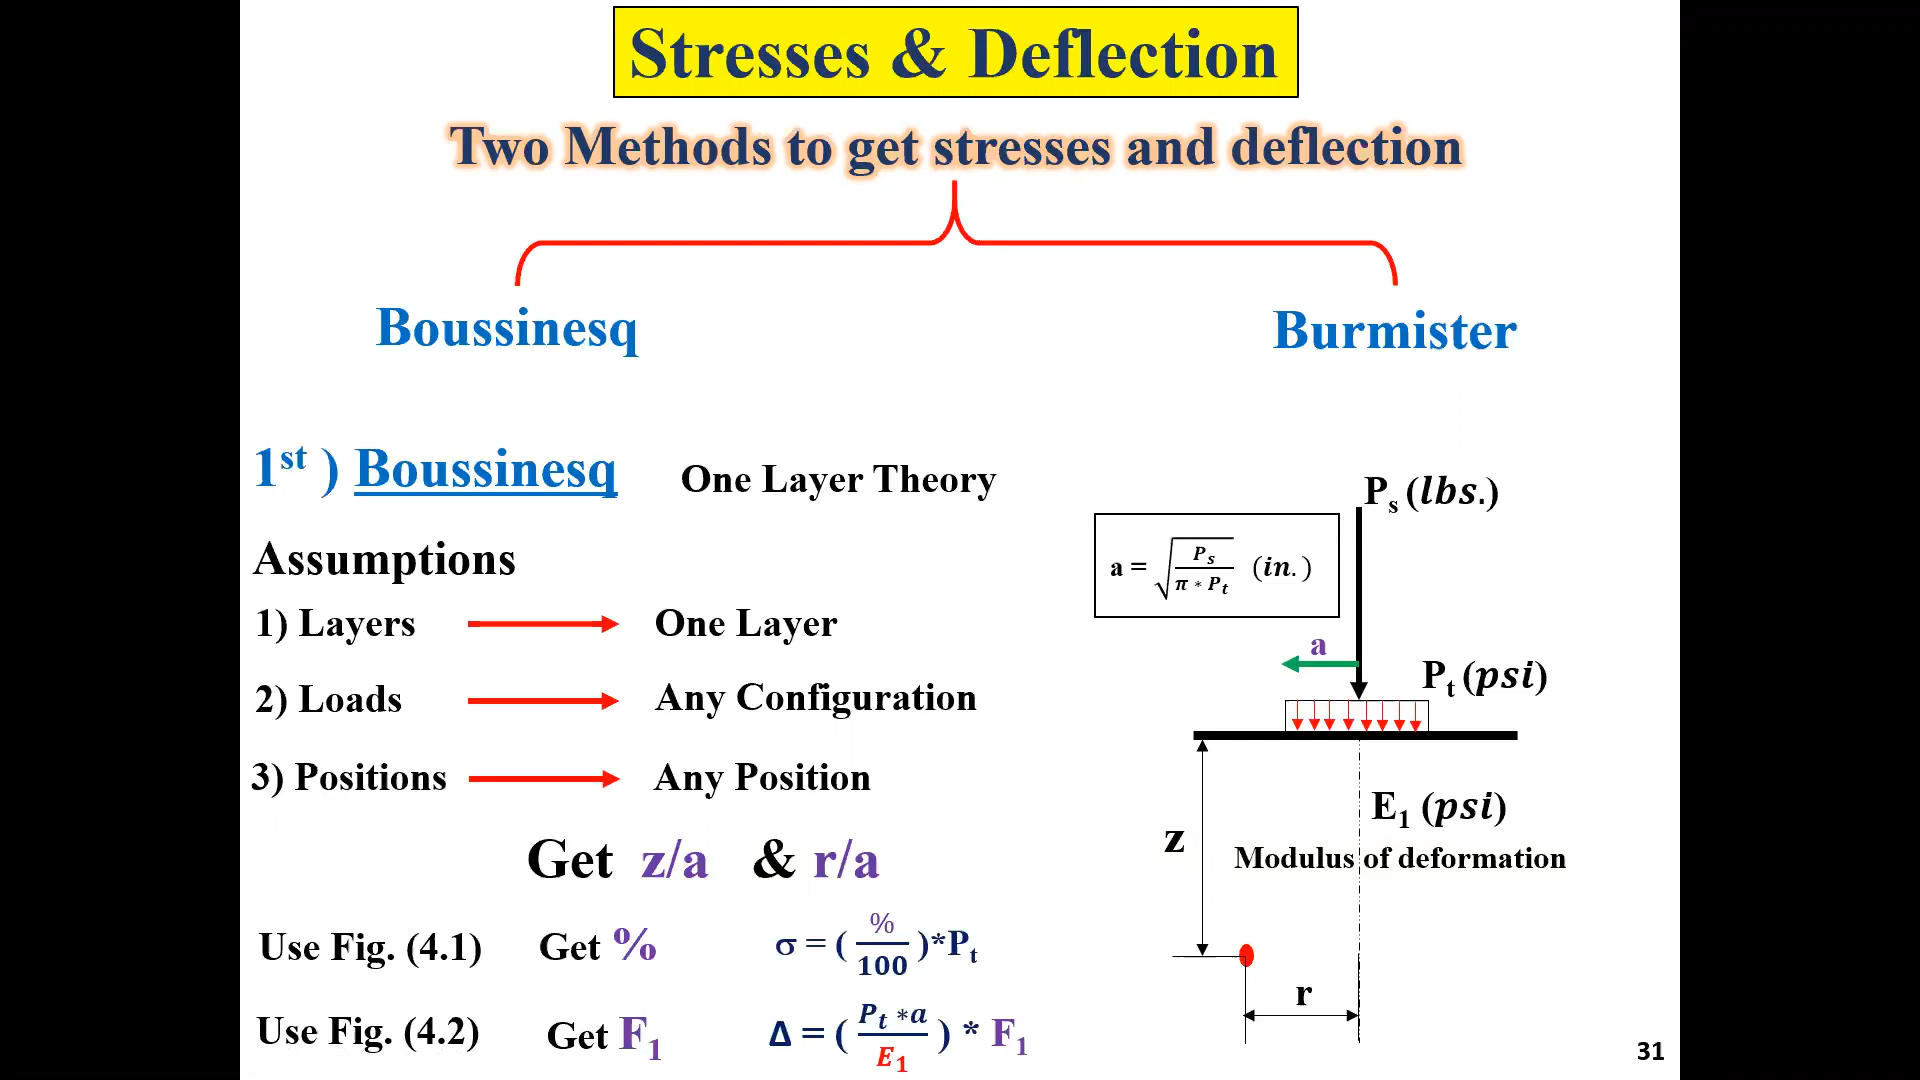 Stresses & Deflection
Two Methods to get stresses and deflection
Boussinesq
Burmister
1st ) Boussinesq
One Layer Theory
Assumptions
1) Layers
One Layer
2) Loads
Any Configuration
3) Positions
Any Position
Get z/a & r/a
Use Fig. (4.1)
Get %
σ = ( %/100 )*Pt
Use Fig. (4.2)
Get F1
Δ = ( Pt *a / E1 ) * F1
Ps (lbs.)
a = √(Ps / π * Pt) (in.)
a
Pt (psi)
E1 (psi)
z
Modulus of deformation
r
31